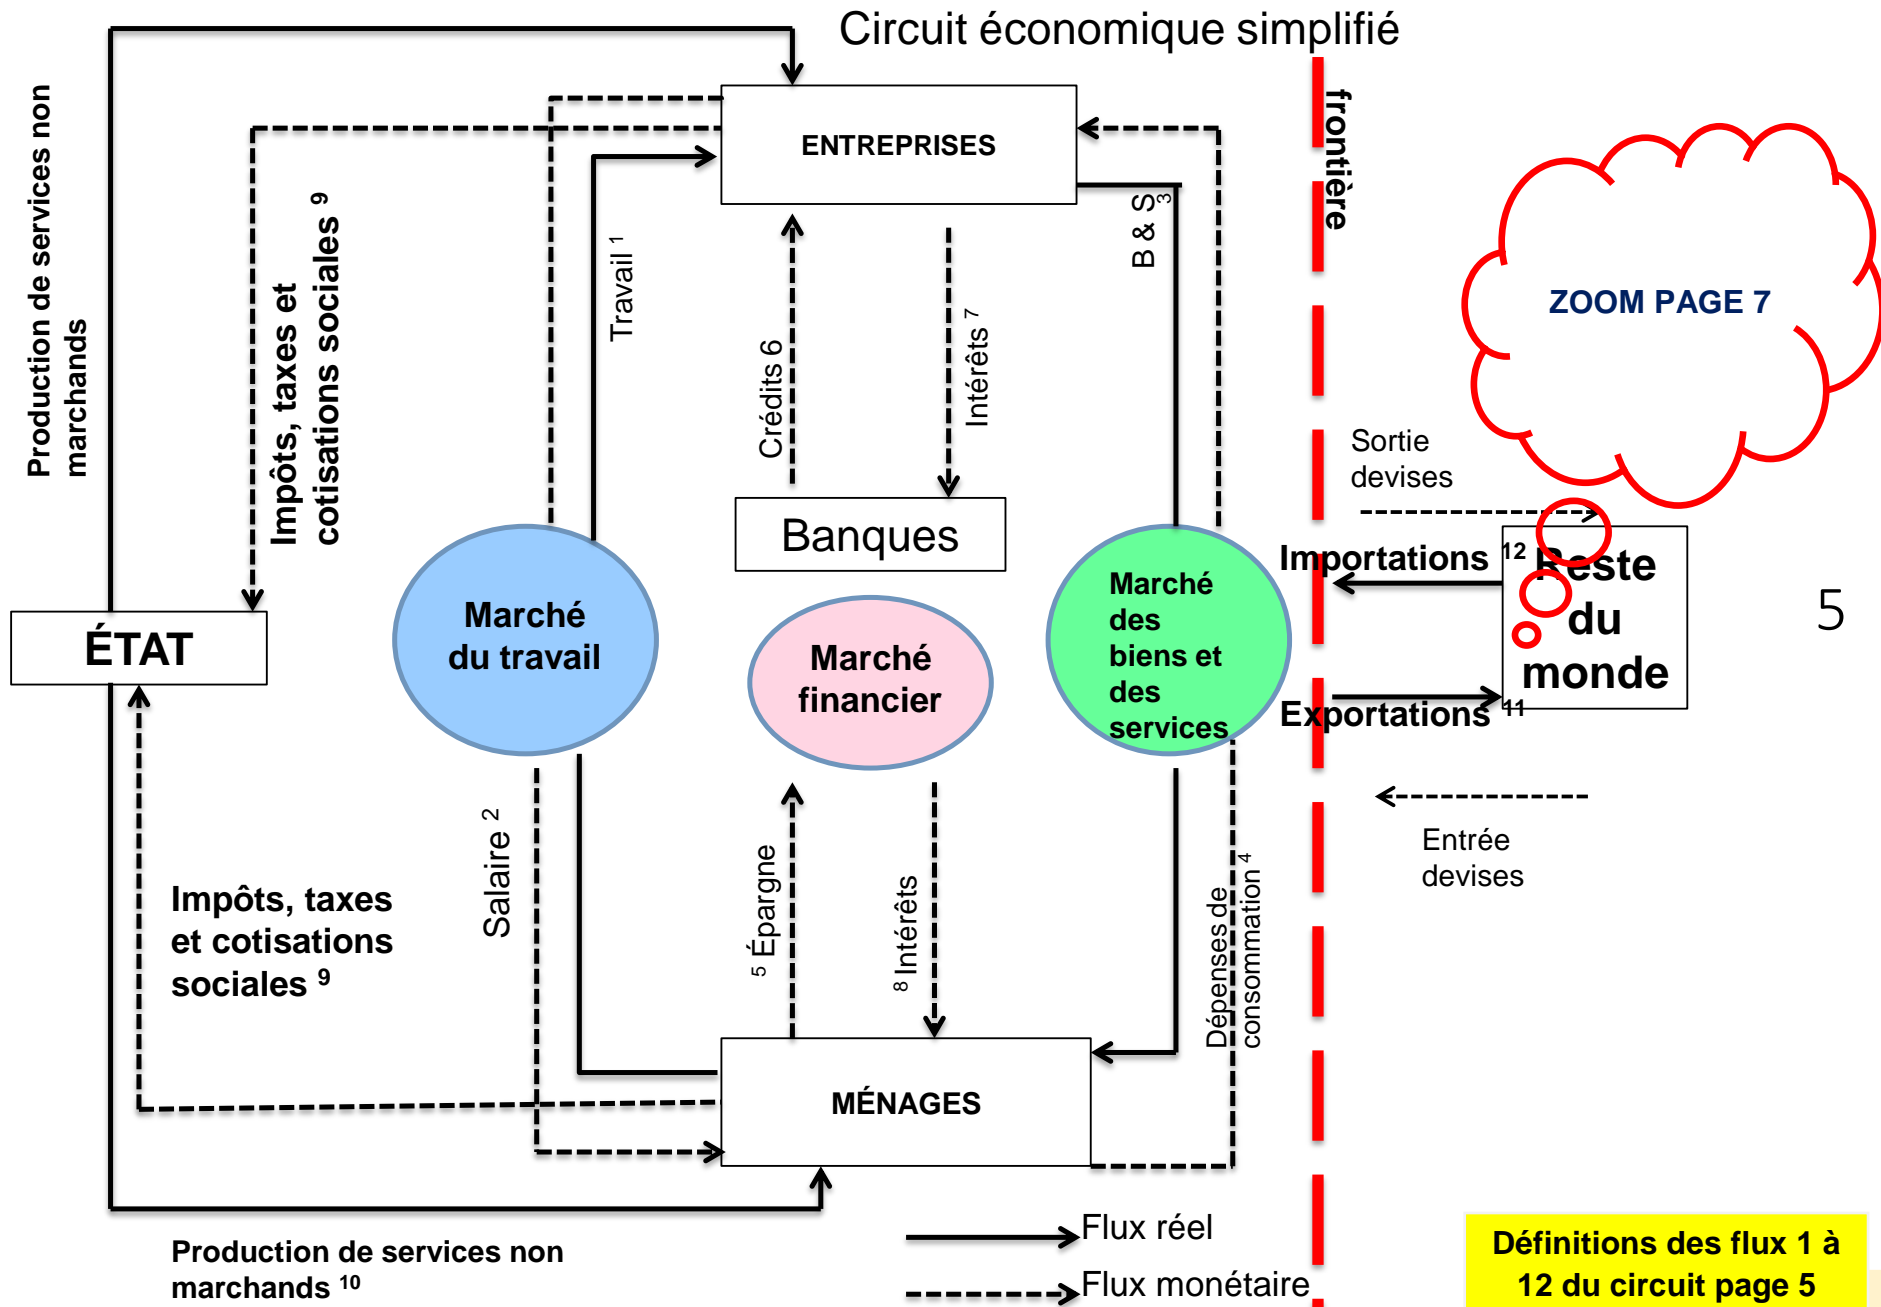 Circuit économique simplifié
Production de services non
marchands
Impôts, taxes et
cotisations sociales 9
ENTREPRISES
frontière
Travail 1
B & S 3
Crédits 6
Intérêts 7
ZOOM PAGE 7
Sortie
devises
Banques
Marché
du travail
Marché
financier
Marché
des
biens et
des
services
Importations 12
Exportations 11
Reste
du
monde
5
ÉTAT
Entrée
devises
Salaire 2
5 Épargne
8 Intérêts
Dépenses de
consommation 4
Impôts, taxes
et cotisations
sociales 9
MÉNAGES
Production de services non
marchands 10
Flux réel
Flux monétaire
Définitions des flux 1 à
12 du circuit page 5